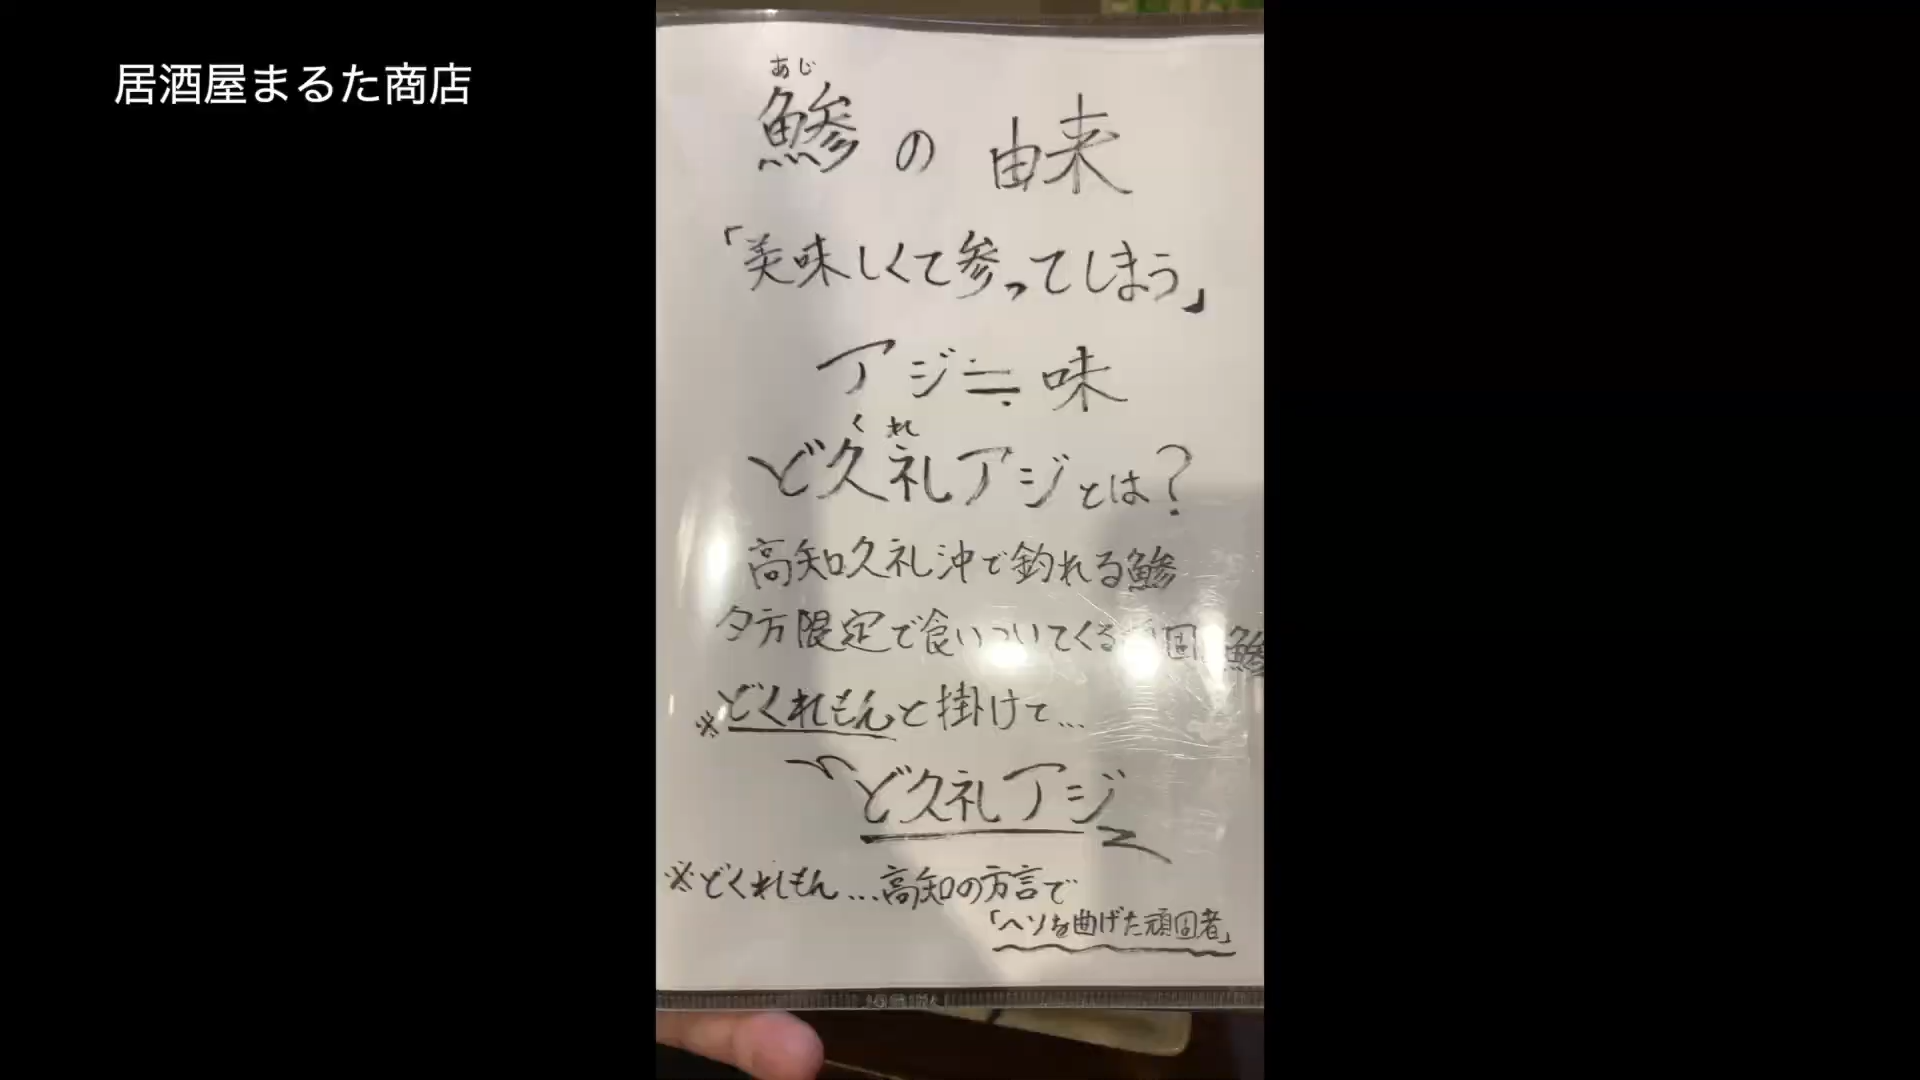 居酒屋まるた商店
あじ
鯵の由来
「美味しくて参ってしまう」
アジ≒味
くれ
ど久礼アジとは?
高知久礼沖で釣れる鯵
夕方限定で食いついてくる 固 鯵
※どくれもんと掛けて...
ど久礼アジ
※どくれもん...高知の方言で
「ヘソを曲げた頑固者」